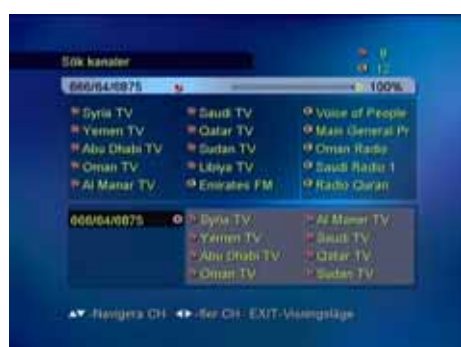 Sök kanaler
8
12
666/64/6875 100%
Syria TV Saudi TV Voice of People
Yemen TV Qatar TV Main General Pr
Abu Dhabi TV Sudan TV Oman Radio
Oman TV Libya TV Saudi Radio 1
Al Manar TV Emirates FM Radio Quran
666/64/6875 Syria TV Al Manar TV
Yemen TV Saudi TV
Abu Dhabi TV Qatar TV
Oman TV Sudan TV
▲▼-Navigera CH ◀▶-fler CH EXIT-Visningsläge